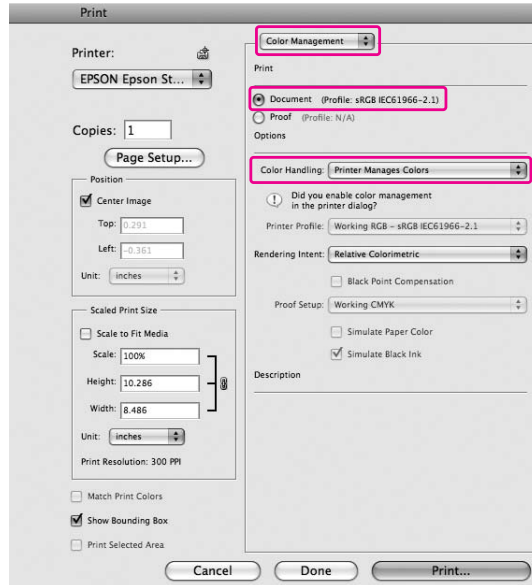 Print
Printer:
EPSON Epson St...
Copies: 1
Page Setup...
Position
Center Image
Top: 0.291
Left: -0.361
Unit: inches
Scaled Print Size
Scale to Fit Media
Scale: 100%
Height: 10.286
Width: 8.486
Unit: inches
Print Resolution: 300 PPI
Match Print Colors
Show Bounding Box
Print Selected Area
Color Management
Print
Document (Profile: sRGB IEC61966-2.1)
Proof (Profile: N/A)
Options
Color Handling: Printer Manages Colors
Did you enable color management
in the printer dialog?
Printer Profile: Working RGB - sRGB IEC61966-2.1
Rendering Intent: Relative Colorimetric
Black Point Compensation
Proof Setup: Working CMYK
Simulate Paper Color
Simulate Black Ink
Description
Cancel
Done
Print...